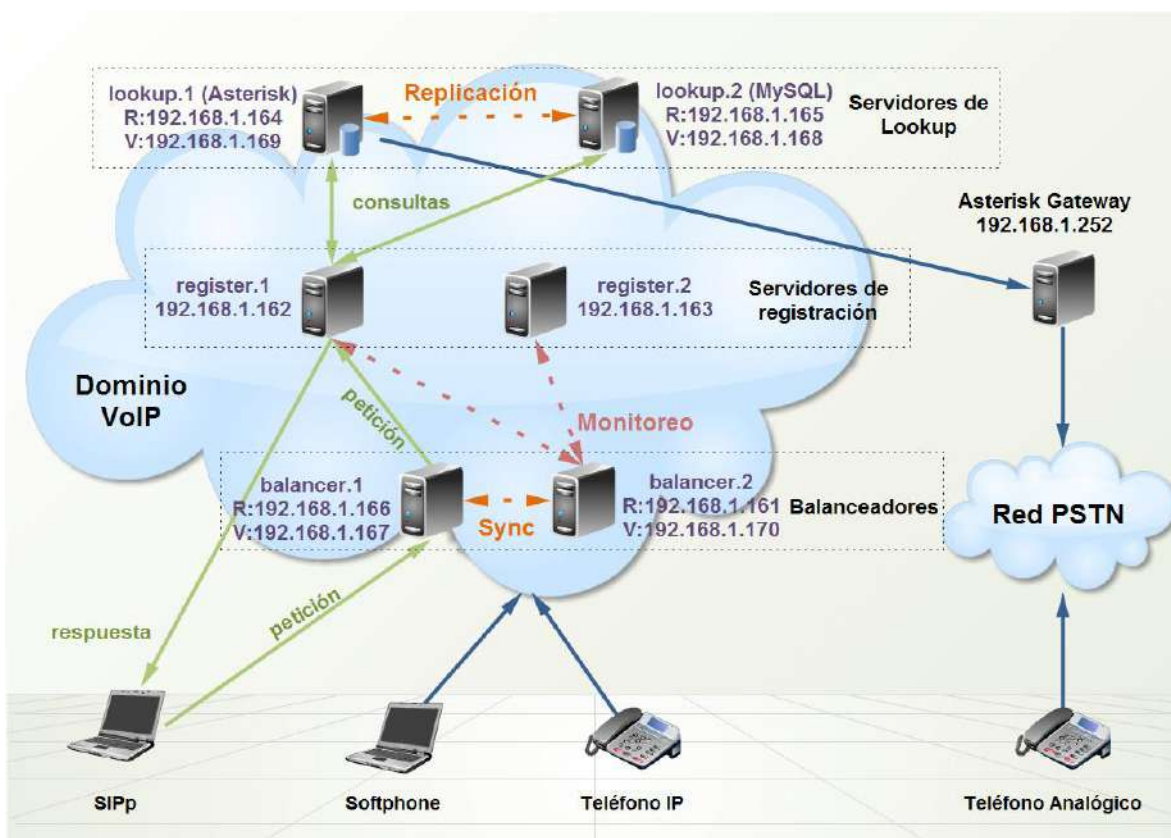 lookup.1 (Asterisk)
R:192.168.1.164
V:192.168.1.169
Replicación
lookup.2 (MySQL)
R:192.168.1.165
V:192.168.1.168
Servidores de
Lookup
consultas
Asterisk Gateway
192.168.1.252
register.1
192.168.1.162
register.2
192.168.1.163
Servidores de
registración
Dominio
VoIP
petición
Monitoreo
balancer.1
R:192.168.1.166
V:192.168.1.167
Sync
balancer.2
R:192.168.1.161
V:192.168.1.170
Balanceadores
Red PSTN
respuesta
petición
SIPp
Softphone
Teléfono IP
Teléfono Analógico